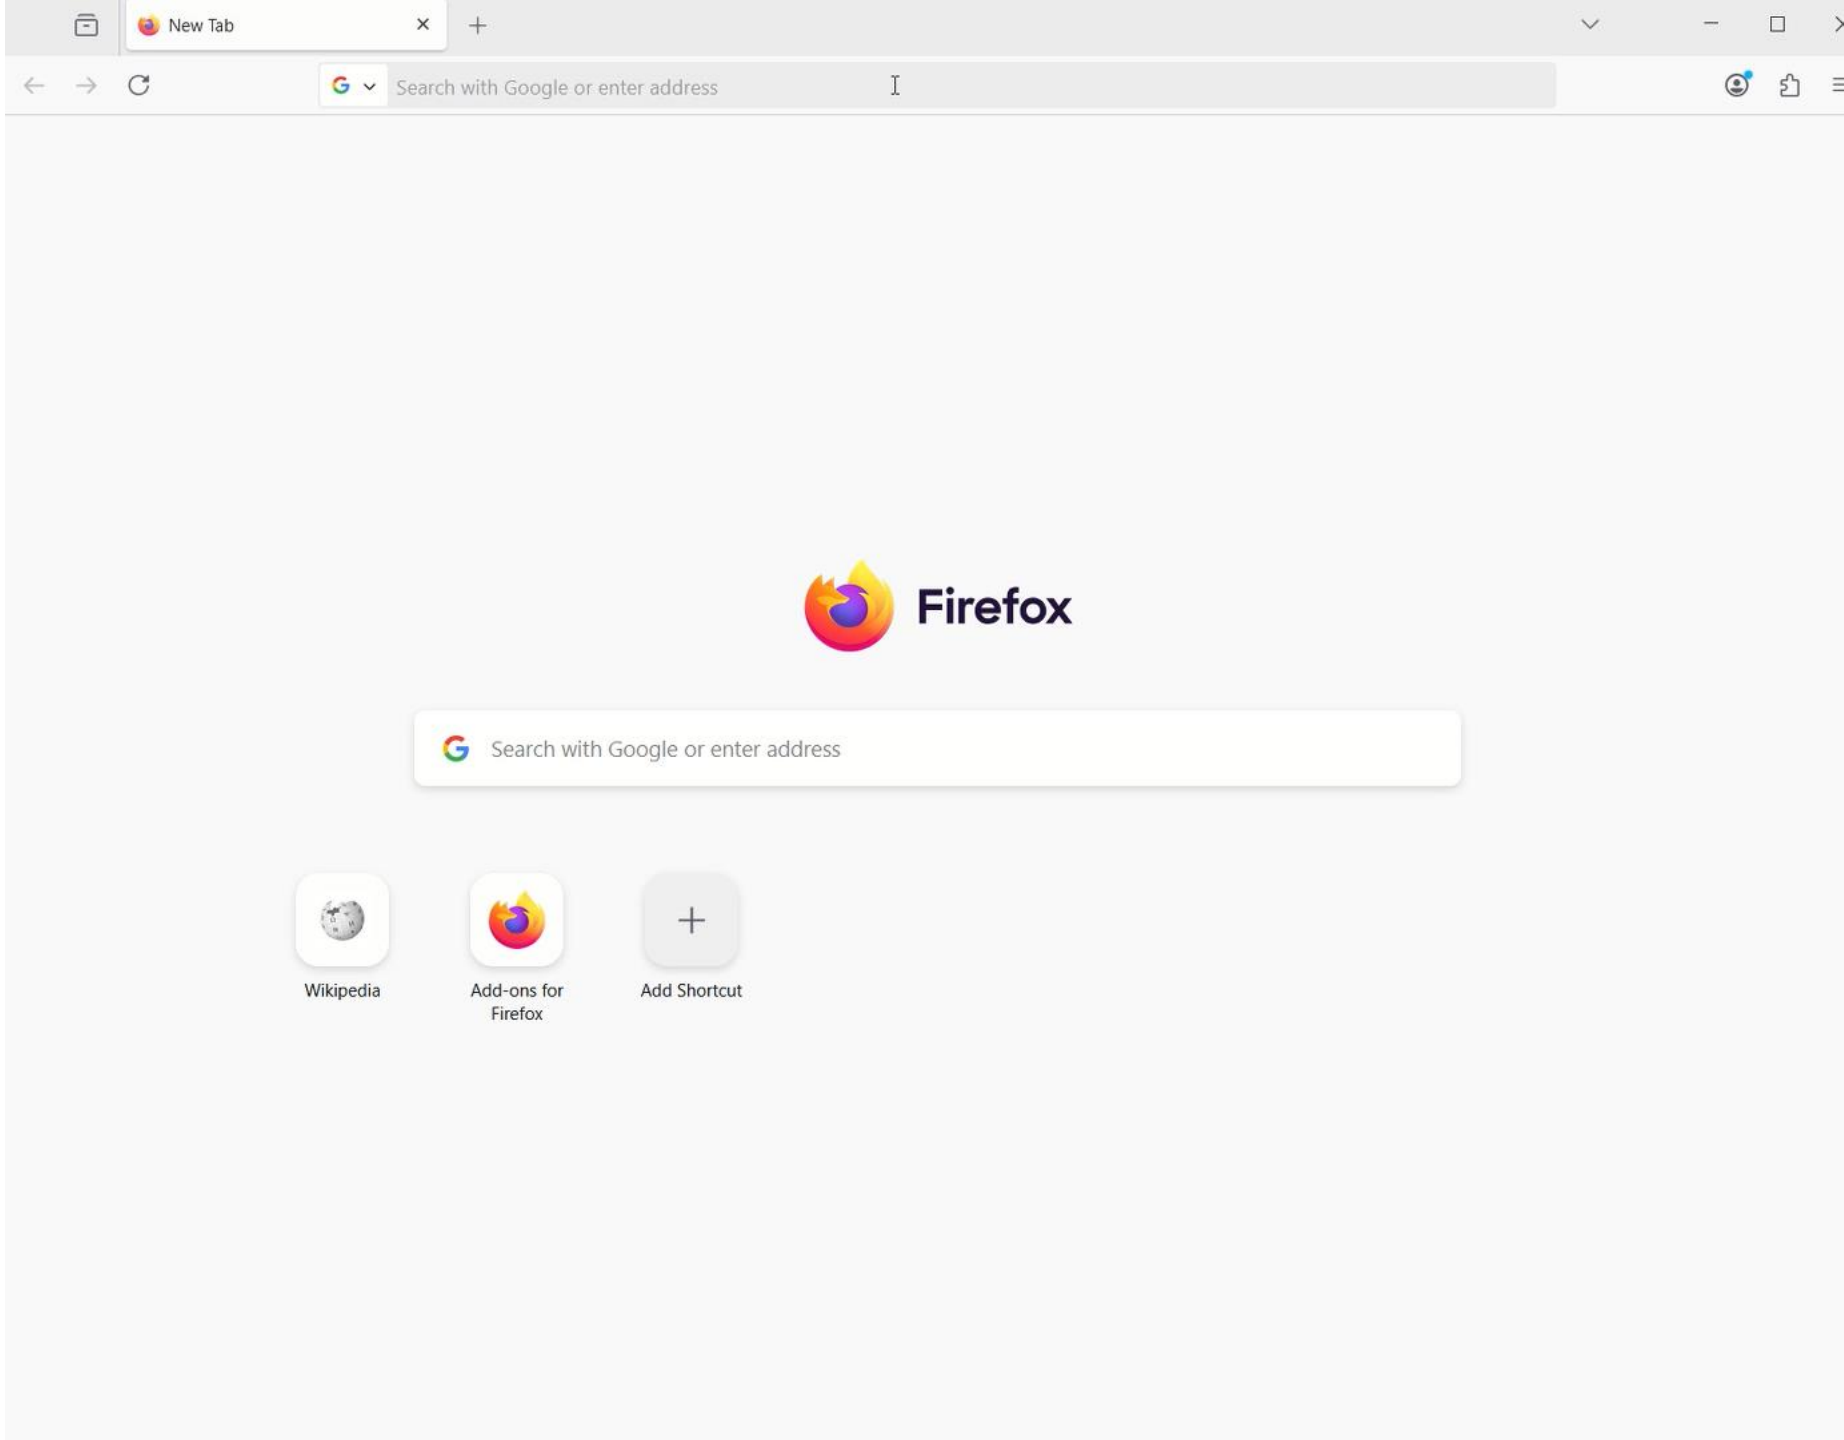 New Tab
Search with Google or enter address
Firefox
Search with Google or enter address
Wikipedia
Add-ons for
Firefox
Add Shortcut